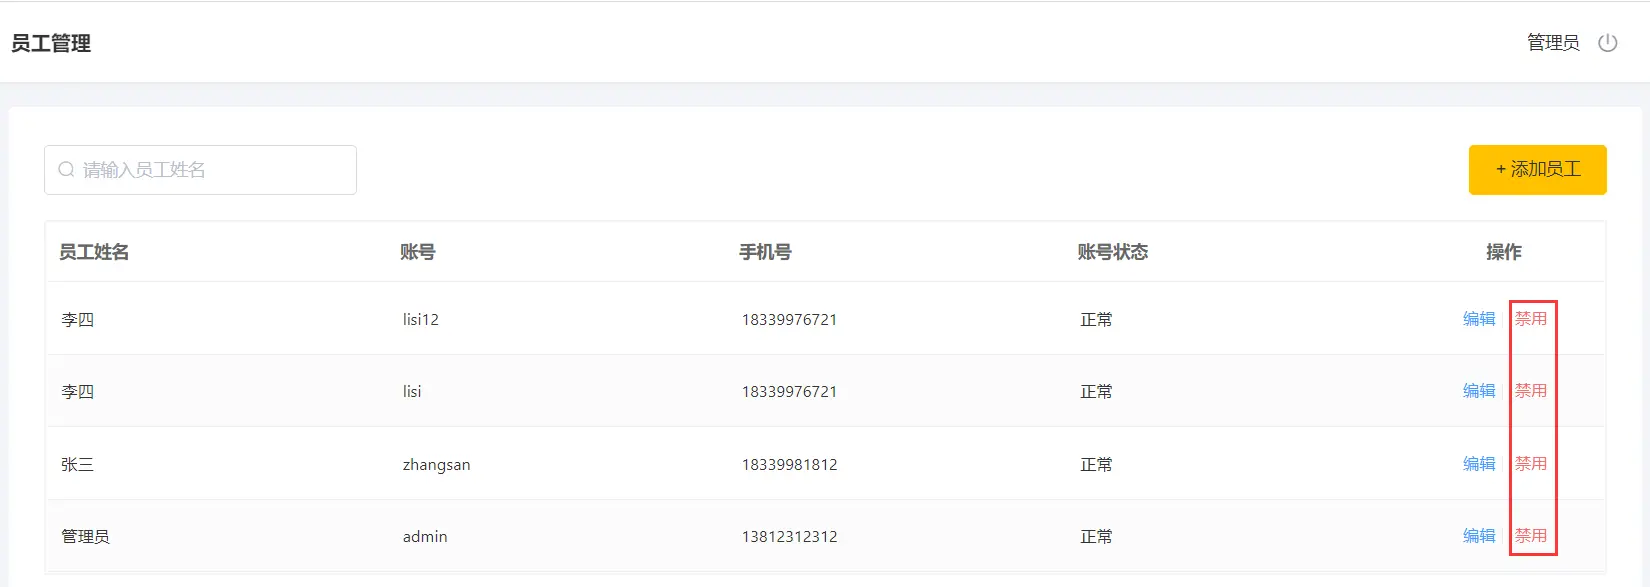 员工管理
管理员
请输入员工姓名
+ 添加员工
员工姓名 账号 手机号 账号状态 操作
李四 lisi12 18339976721 正常 编辑 禁用
李四 lisi 18339976721 正常 编辑 禁用
张三 zhangsan 18339981812 正常 编辑 禁用
管理员 admin 13812312312 正常 编辑 禁用